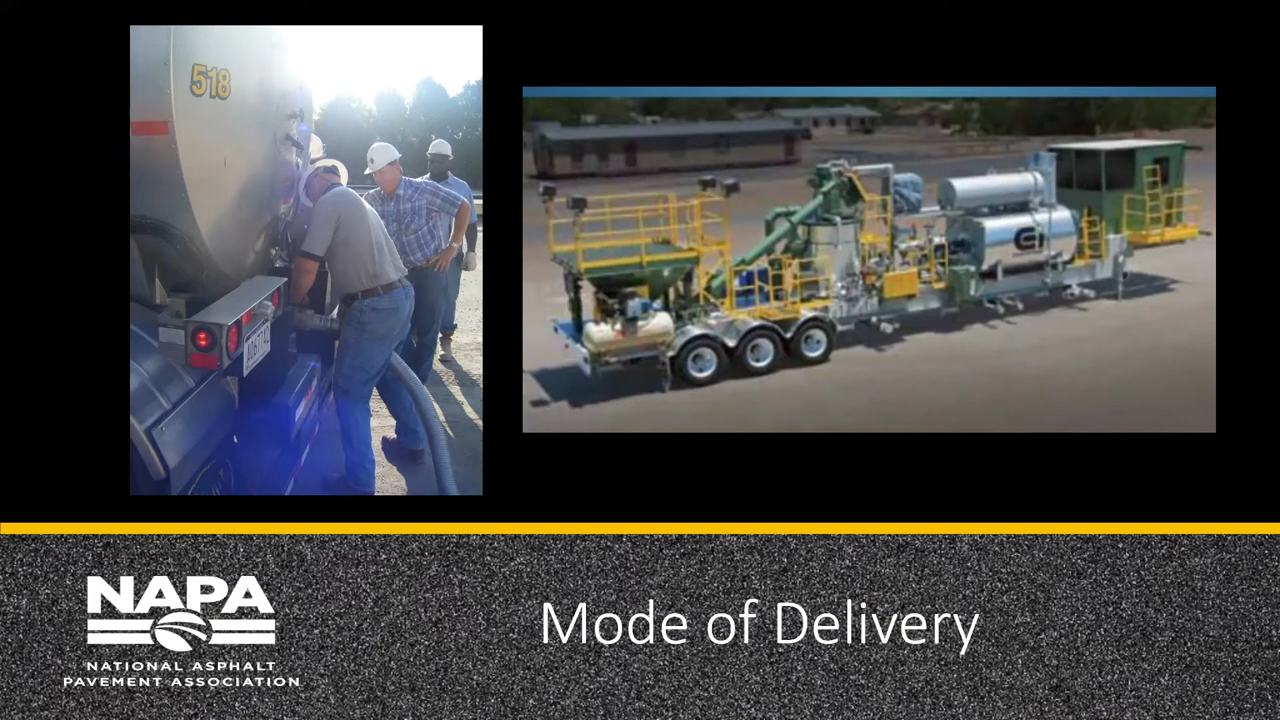 518
NAPA
NATIONAL ASPHALT
PAVEMENT ASSOCIATION
Mode of Delivery